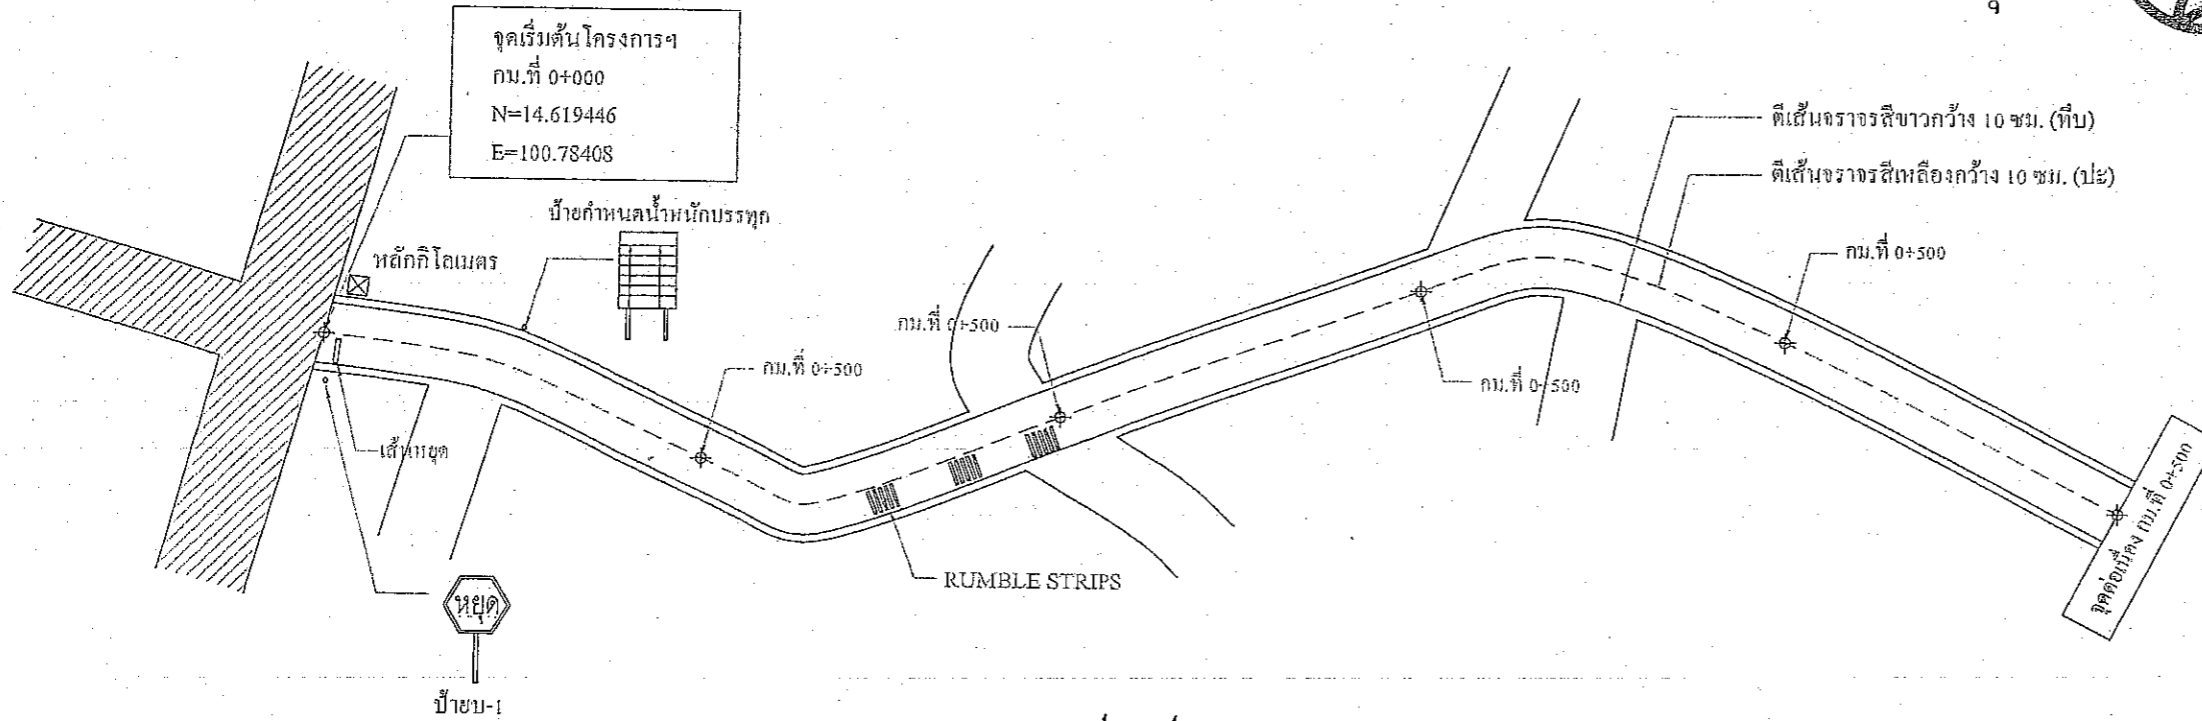 จุดเริ่มต้นโครงการฯ
กม.ที่ 0+000
N=14.619446
E=100.78408
ป้ายกำหนดน้ำหนักบรรทุก
หลักกิโลเมตร
ตีเส้นจราจรสีขาวกว้าง 10 ซม. (ทึบ)
ตีเส้นจราจรสีเหลืองกว้าง 10 ซม. (ปะ)
กม.ที่ 0+500
กม.ที่ 0+500
กม.ที่ 0+500
กม.ที่ 0+500
เส้นหยุด
RUMBLE STRIPS
จุดต่อเนื่อง กม.ที่ 0+500
หยุด
ป้ายบ-1